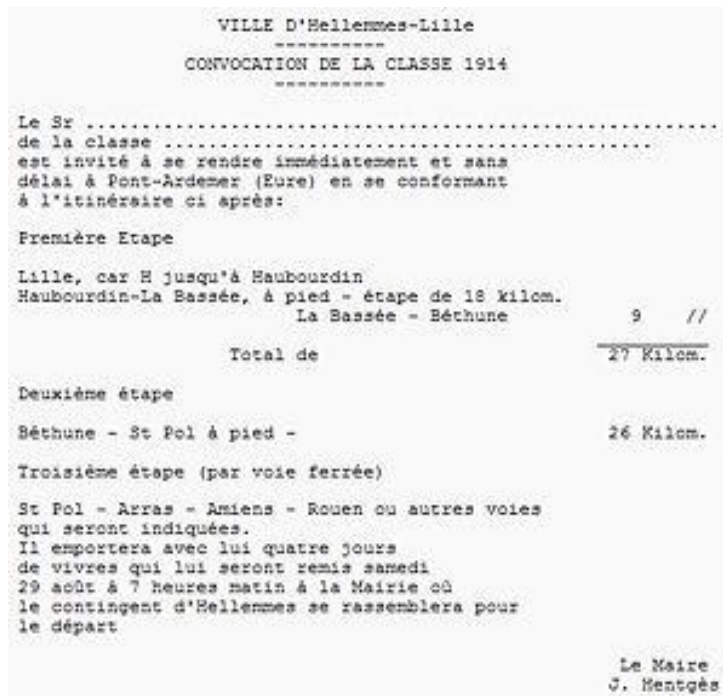 VILLE D'Hellemmes-Lille
----------
CONVOCATION DE LA CLASSE 1914
----------
Le Sr ......................................................
de la classe ..........................................
est invité à se rendre immédiatement et sans
délai à Pont-Ardemer (Eure) en se conformant
à l'itinéraire ci après:
Première Etape
Lille, car H jusqu'à Haubourdin
Haubourdin-La Bassée, à pied - étape de 18 kilom.
La Bassée - Béthune 9 //
Total de 27 Kilom.
Deuxième étape
Béthune - St Pol à pied - 26 Kilom.
Troisième étape (par voie ferrée)
St Pol - Arras - Amiens - Rouen ou autres voies
qui seront indiquées.
Il emportera avec lui quatre jours
de vivres qui lui seront remis samedi
29 août à 7 heures matin à la Mairie où
le contingent d'Hellemmes se rassemblera pour
le départ
Le Maire
J. Hentgès